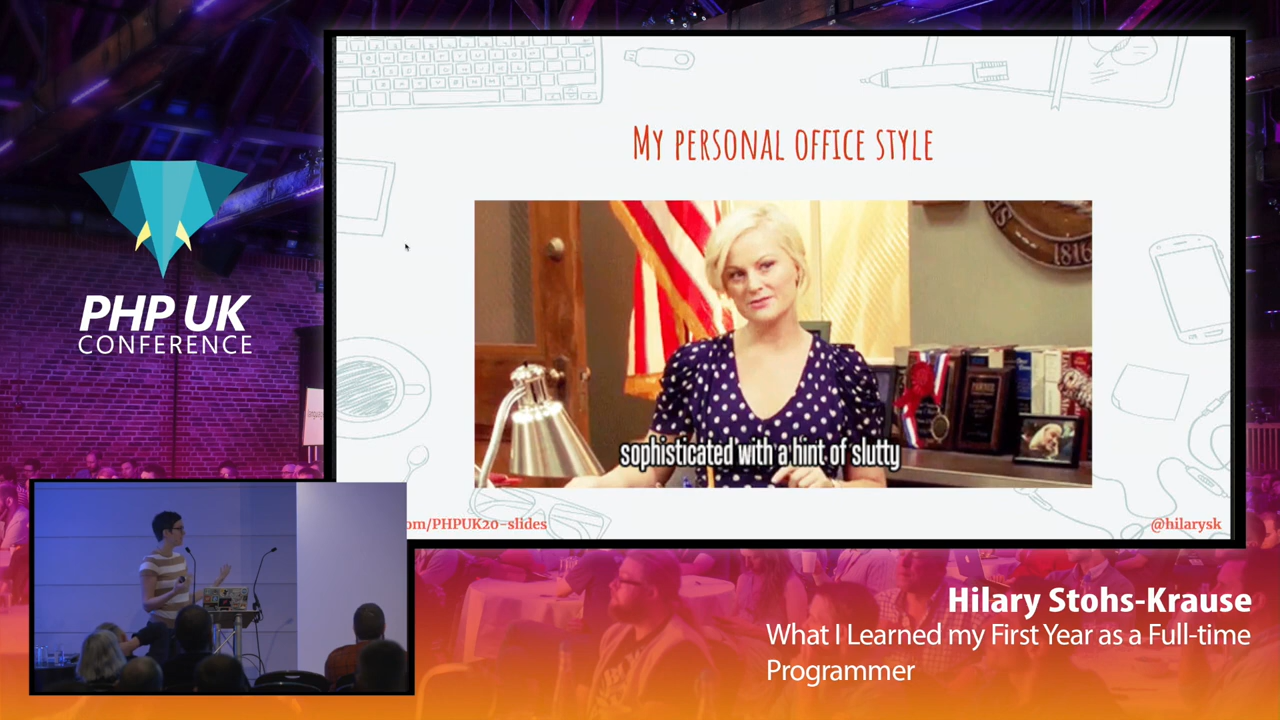 PHP UK
CONFERENCE
My personal office style
1816
sophisticated with a hint of slutty
om/PHPUK20-slides
@hilarysk
Hilary Stohs-Krause
What I Learned my First Year as a Full-time
Programmer